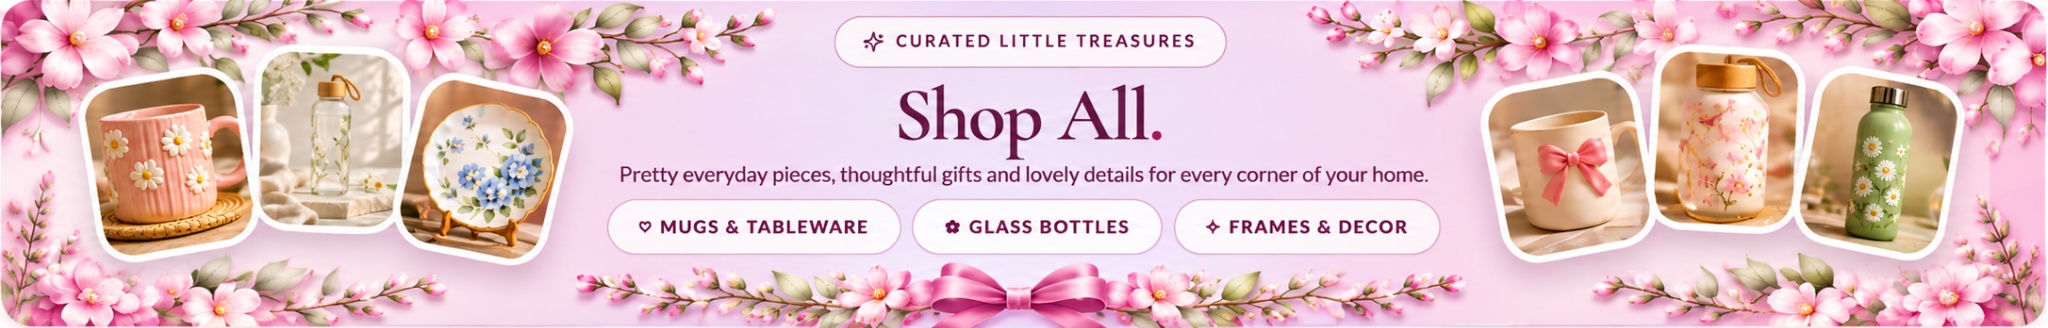 CURATED LITTLE TREASURES
Shop All.
Pretty everyday pieces, thoughtful gifts and lovely details for every corner of your home.
MUGS & TABLEWARE
GLASS BOTTLES
FRAMES & DECOR